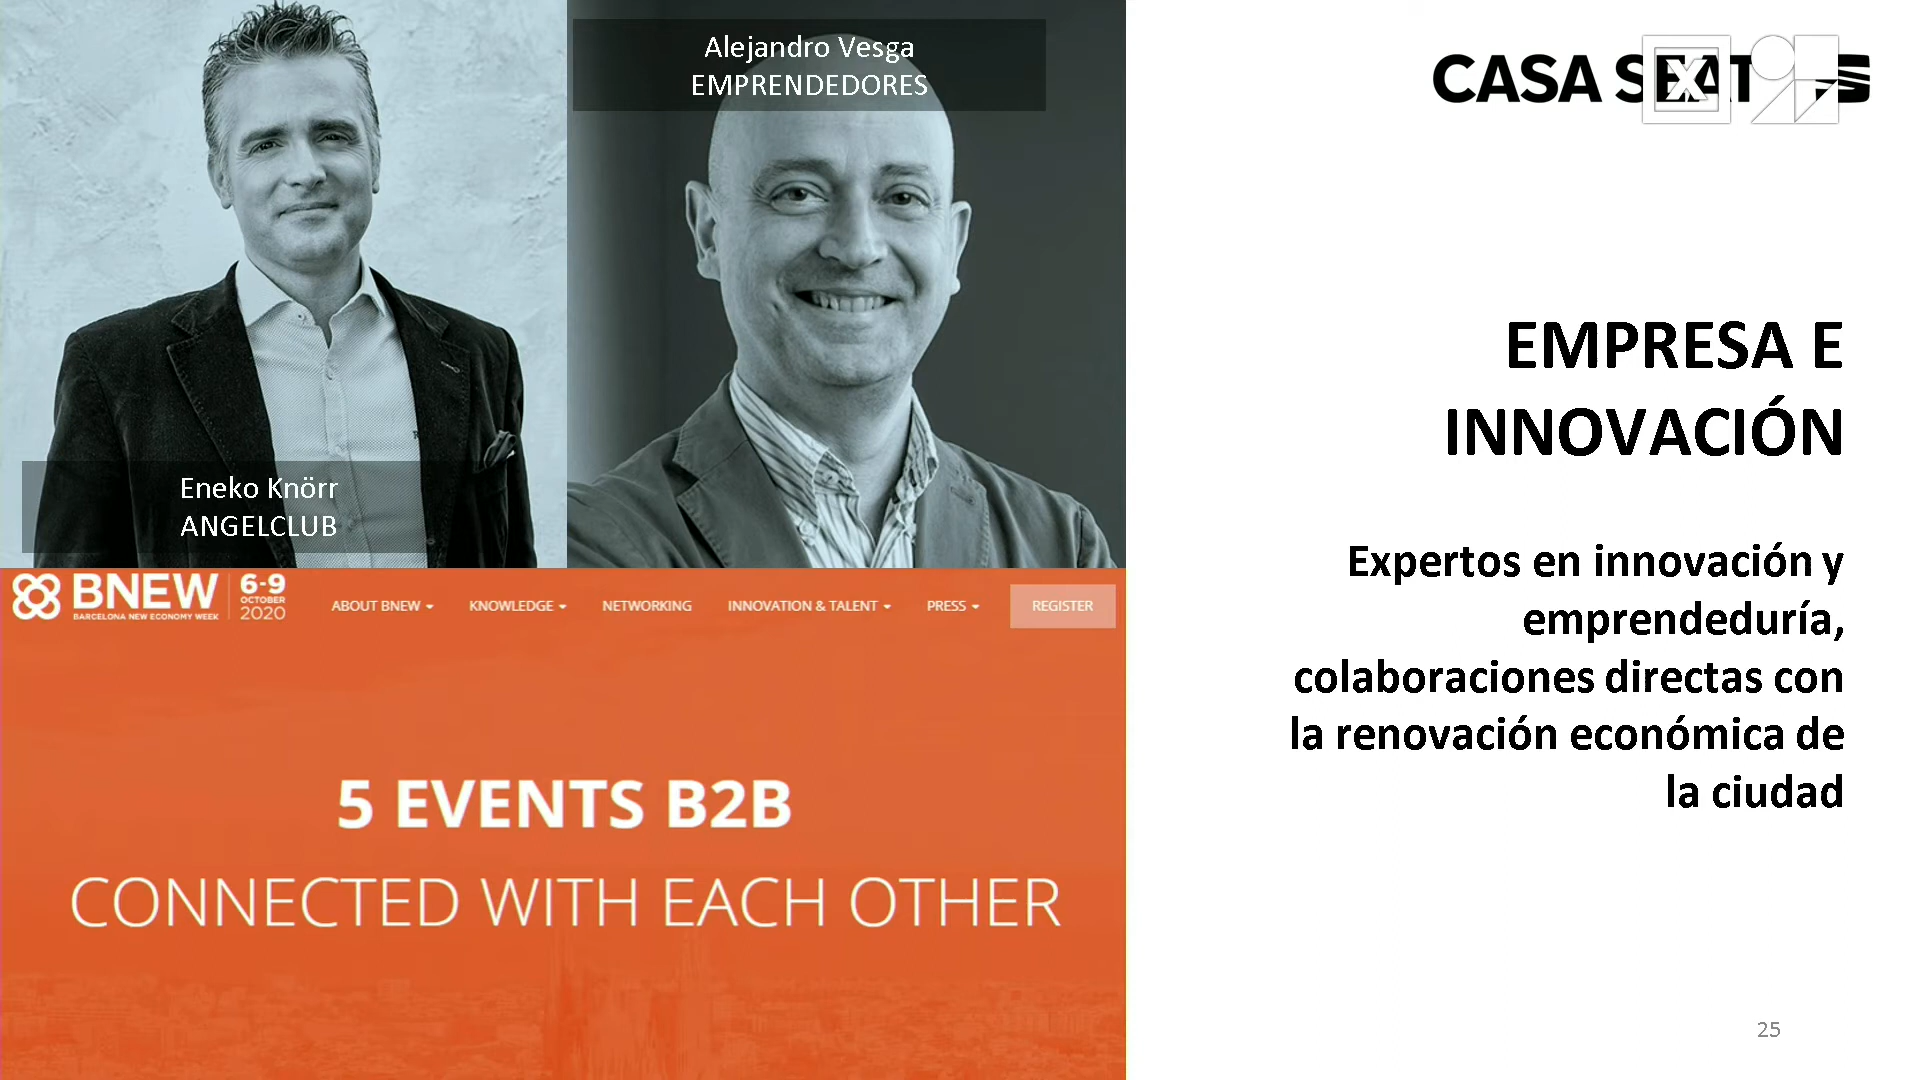 Alejandro Vesga
EMPRENDEDORES
Eneko Knörr
ANGELCLUB
CASA SEAT
EMPRESA E
INNOVACIÓN
Expertos en innovación y
emprendeduría,
colaboraciones directas con
la renovación económica de
la ciudad
BNEW
BARCELONA NEW ECONOMY WEEK
6-9
OCTOBER
2020
ABOUT BNEW
KNOWLEDGE
NETWORKING
INNOVATION & TALENT
PRESS
REGISTER
5 EVENTS B2B
CONNECTED WITH EACH OTHER
25